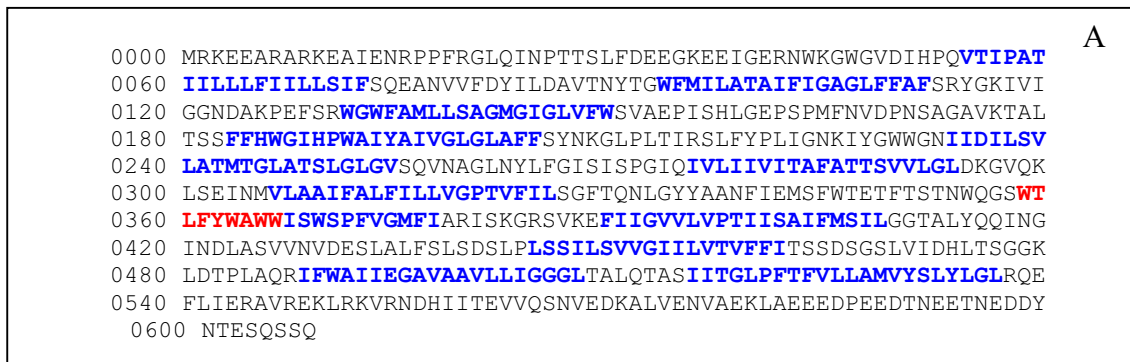 A
0000 MRKEEARARKEAIENRPPFRGLQINPTTSLFDEEGKEEIGERNWKGWGVDIHPQVTIPAT
0060 IILLLFIILLSIFSQEANVVFDYILDAVTNYTGWFMILATAIFIGAGLFFAFSRYGKIVI
0120 GGNDAKPEFSRWGWFAMLLSAGMGIGLVFWSVAEPISHLGEPSPMFNVDPNSAGAVKTAL
0180 TSSFFHWGIHPWAIYAIVGLGLAFFSYNKGLPLTIRSLFYPLIGNKIYGWWGNIIDILSV
0240 LATMTGLATSLGLGVSQVNAGLNYLFGISISPGIQIVLIIVITAFATTSVVLGLDKGVQK
0300 LSEINMVLAAIFALFILLVGPTVFILSGFTQNLGYYAANFIEMSFWTETFTSTNWQGSWT
0360 LFYWAWWISWSPFVGMFIARISKGRSVKEFIIGVVLVPTIISAIFMSILGGTALYQQING
0420 INDLASVVNVDESLALFSLSDSLPLSSILSVVGIILVTVFFITSSDSGSLVIDHLTSGGK
0480 LDTPLAQRIFWAIIEGAVAAVLLIGGGLTALQTASIITGLPFTFVLLAMVYSLYLGLRQE
0540 FLIERAVREKLRKVRNDHIITEVVQSNVEDKALVENVAEKLAEEEDPEEDTNEETNEDDY
0600 NTESQSSQ